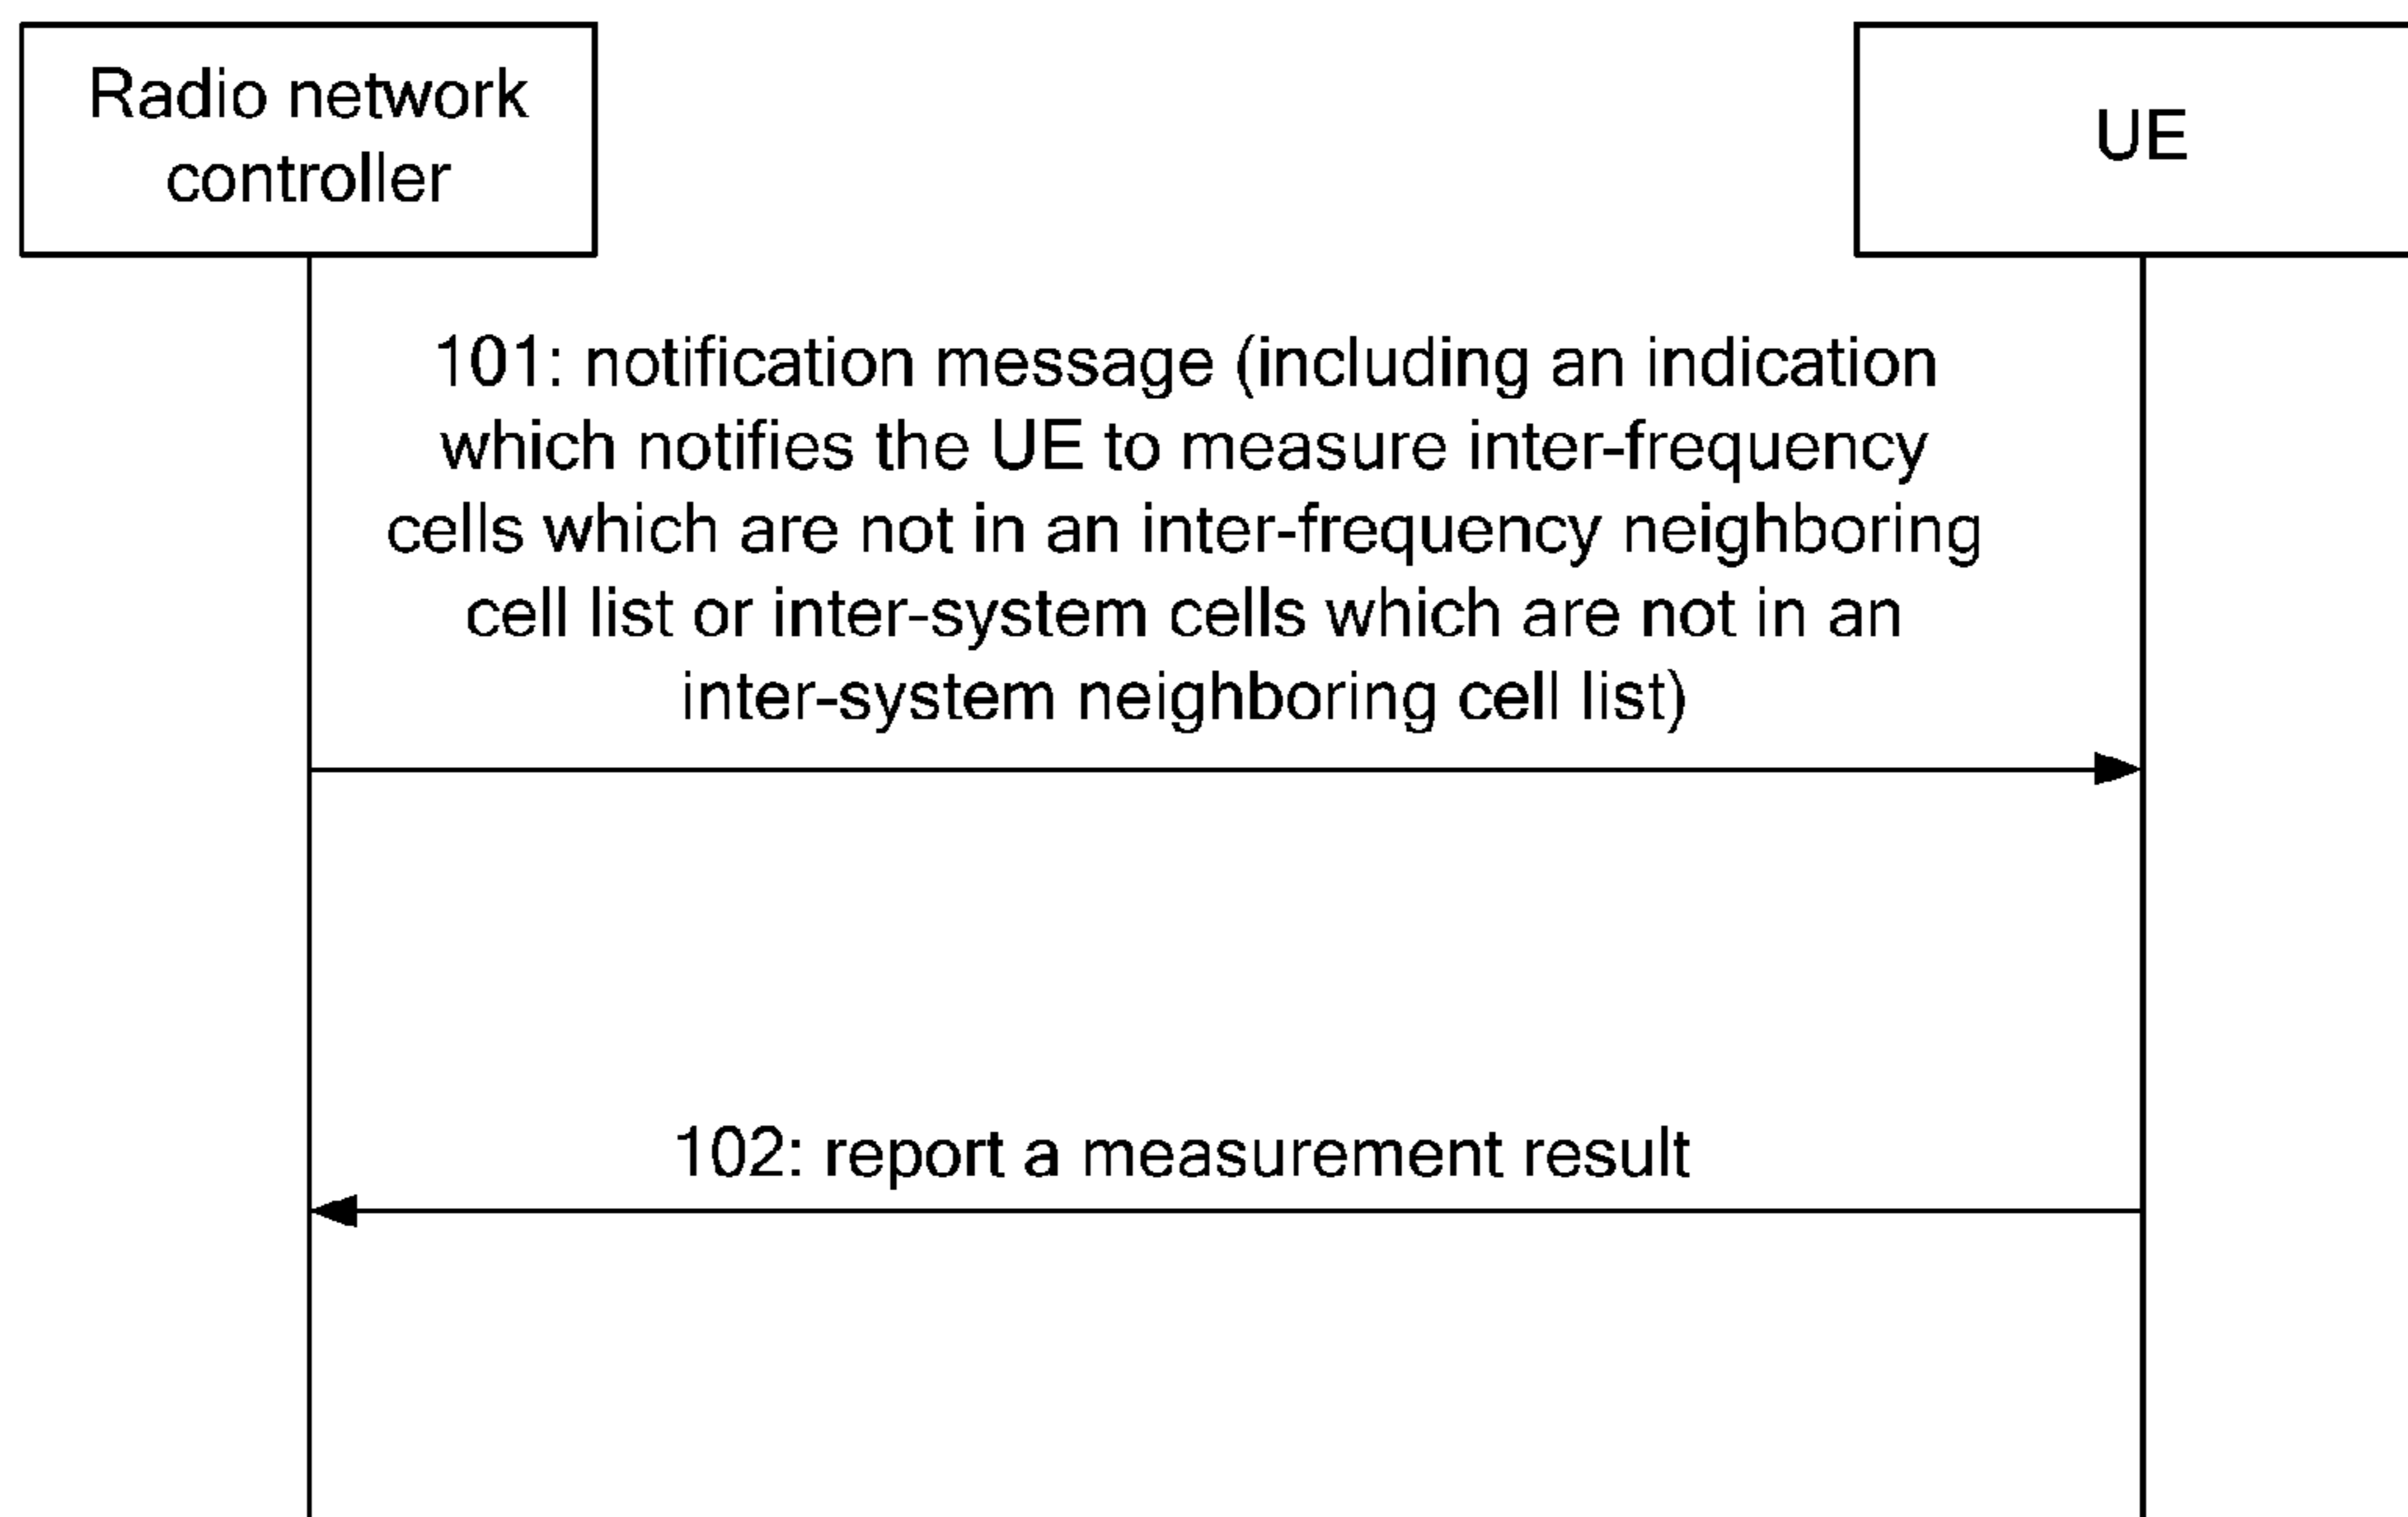 Radio network
controller
UE
101: notification message (including an indication
which notifies the UE to measure inter-frequency
cells which are not in an inter-frequency neighboring
cell list or inter-system cells which are not in an
inter-system neighboring cell list)
102: report a measurement result